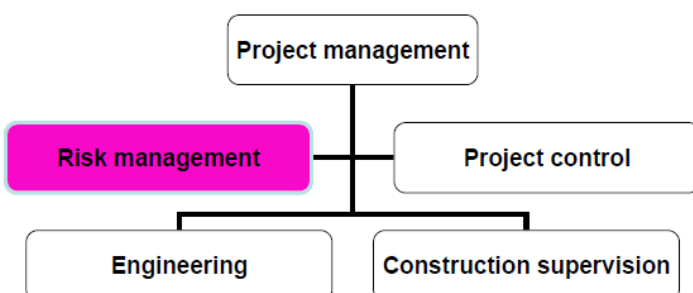 Project management
Risk management
Project control
Engineering
Construction supervision